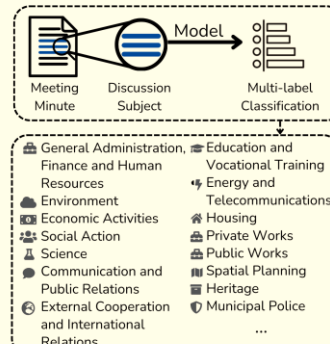 Model
Meeting
Minute
Discussion
Subject
Multi-label
Classification
General Administration,
Finance and Human
Resources
Environment
Economic Activities
Social Action
Science
Communication and
Public Relations
External Cooperation
and International
Relations
Education and
Vocational Training
Energy and
Telecommunications
Housing
Private Works
Public Works
Spatial Planning
Heritage
Municipal Police
...